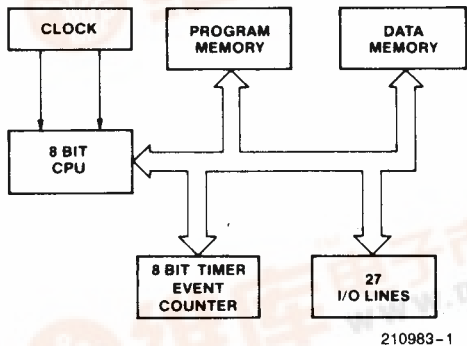 CLOCK
PROGRAM
MEMORY
DATA
MEMORY
8 BIT
CPU
8 BIT TIMER
EVENT
COUNTER
27
I/O LINES
210983-1